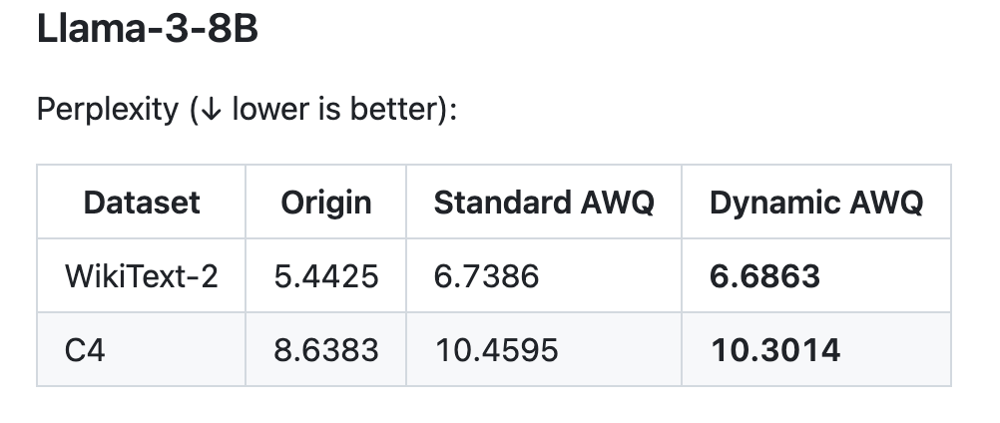 Llama-3-8B
Perplexity (↓ lower is better):
Dataset Origin Standard AWQ Dynamic AWQ
WikiText-2 5.4425 6.7386 6.6863
C4 8.6383 10.4595 10.3014